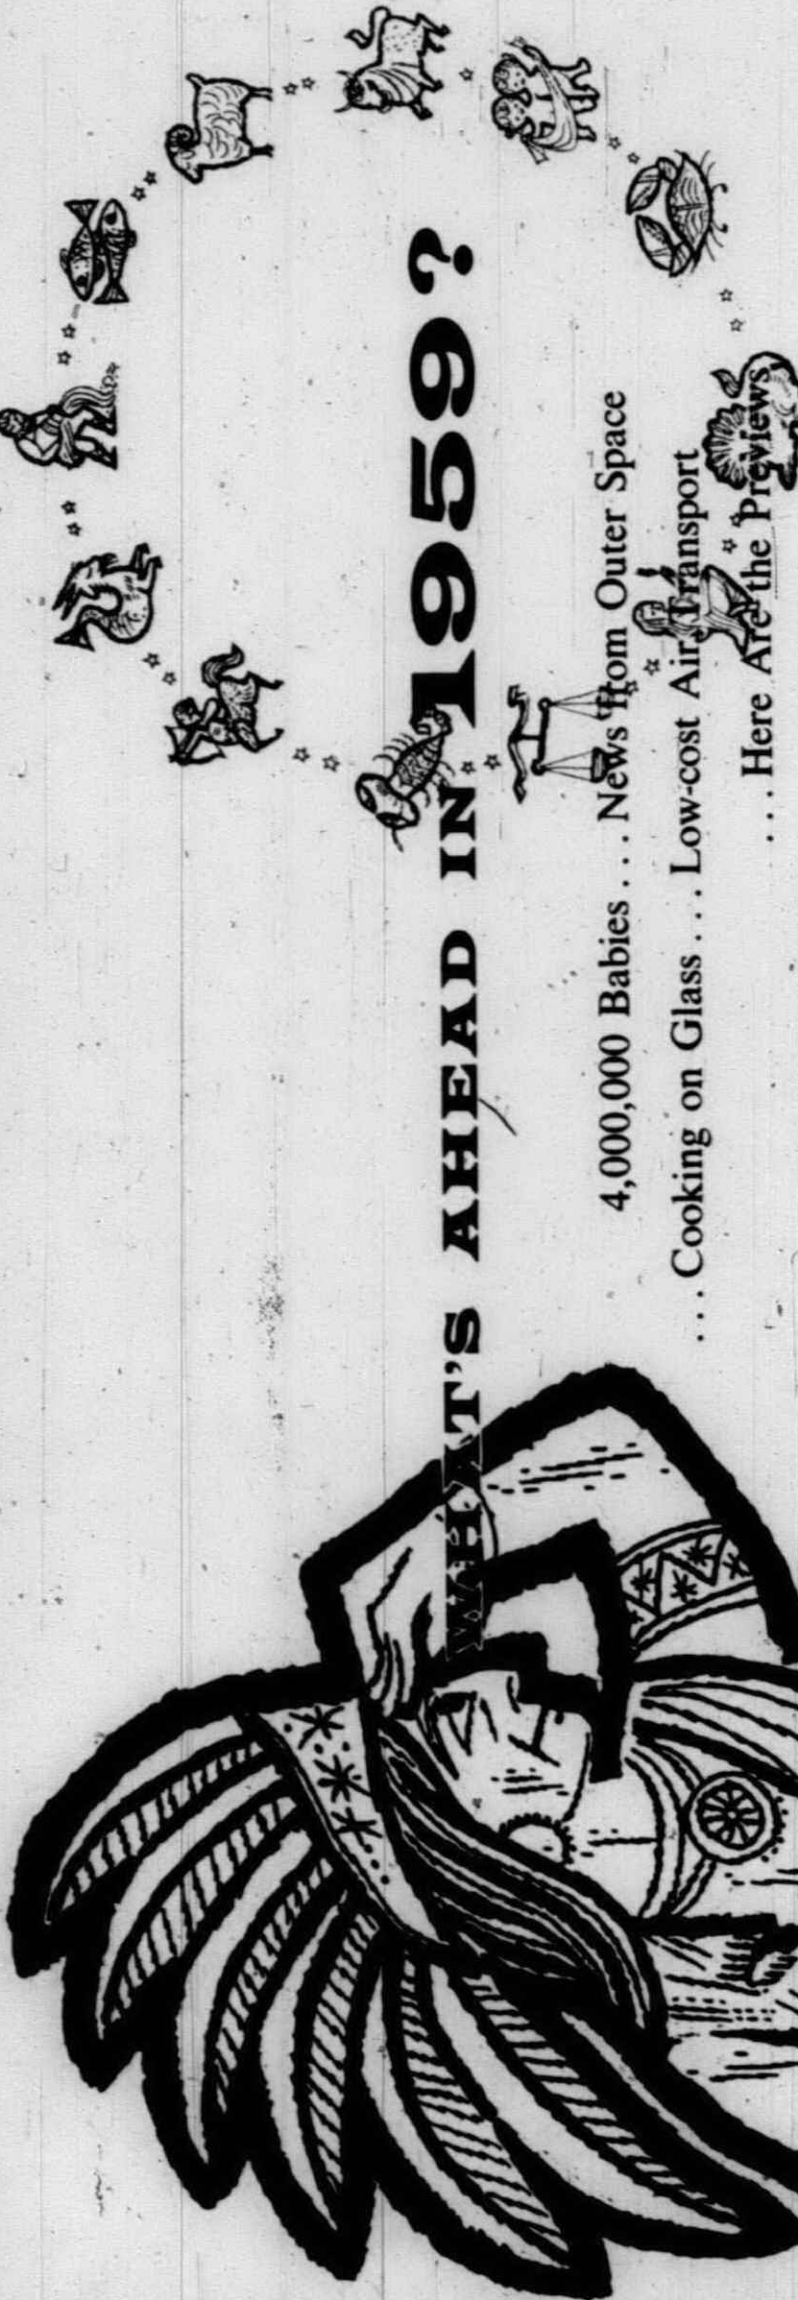 WHAT'S AHEAD IN 1959?
4,000,000 Babies . . . News from Outer Space
. . . Cooking on Glass . . . Low-cost Air Transport
. . . Here Are the Previews